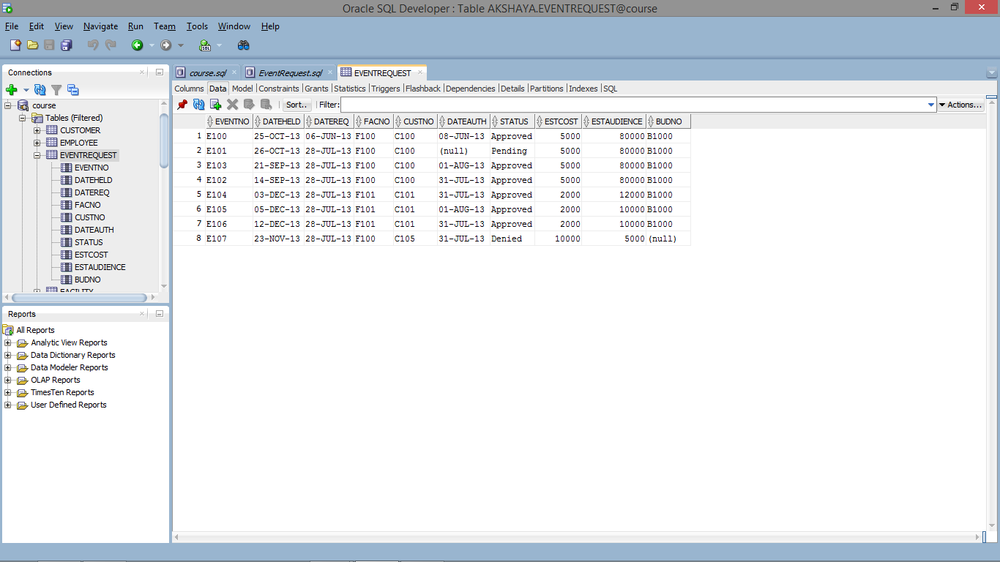 Oracle SQL Developer : Table AKSHAYA.EVENTREQUEST@course
File Edit View Navigate Run Team Tools Window Help
SQL
Connections
course
Tables (Filtered)
CUSTOMER
EMPLOYEE
EVENTREQUEST
EVENTNO
DATEHELD
DATEREQ
FACNO
CUSTNO
DATEAUTH
STATUS
ESTCOST
ESTAUDIENCE
BUDNO
FACILITY
Reports
All Reports
Analytic View Reports
Data Dictionary Reports
Data Modeler Reports
OLAP Reports
TimesTen Reports
User Defined Reports
course.sql EventRequest.sql EVENTREQUEST
Columns Data Model Constraints Grants Statistics Triggers Flashback Dependencies Details Partitions Indexes SQL
Sort.. Filter: Actions...
EVENTNO DATEHELD DATEREQ FACNO CUSTNO DATEAUTH STATUS ESTCOST ESTAUDIENCE BUDNO
1 E100 25-OCT-13 06-JUN-13 F100 C100 08-JUN-13 Approved 5000 80000 B1000
2 E101 26-OCT-13 28-JUL-13 F100 C100 (null) Pending 5000 80000 B1000
3 E103 21-SEP-13 28-JUL-13 F100 C100 01-AUG-13 Approved 5000 80000 B1000
4 E102 14-SEP-13 28-JUL-13 F100 C100 31-JUL-13 Approved 5000 80000 B1000
5 E104 03-DEC-13 28-JUL-13 F101 C101 31-JUL-13 Approved 2000 12000 B1000
6 E105 05-DEC-13 28-JUL-13 F101 C101 01-AUG-13 Approved 2000 10000 B1000
7 E106 12-DEC-13 28-JUL-13 F101 C101 31-JUL-13 Approved 2000 10000 B1000
8 E107 23-NOV-13 28-JUL-13 F100 C105 31-JUL-13 Denied 10000 5000 (null)